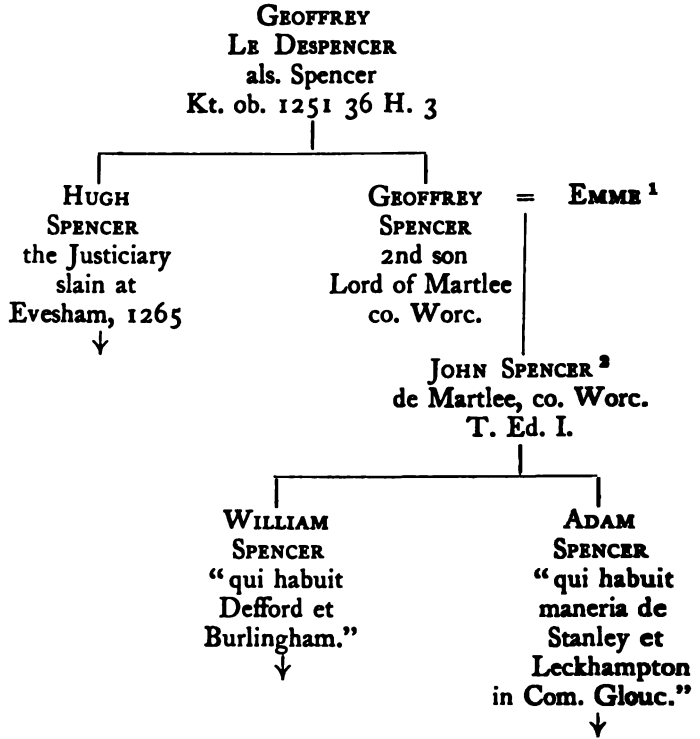 GEOFFREY
LE DESPENCER
als. Spencer
Kt. ob. 1251 36 H. 3
HUGH
SPENCER
the Justiciary
slain at
Evesham, 1265
GEOFFREY = EMME ¹
SPENCER
2nd son
Lord of Martlee
co. Worc.
JOHN SPENCER ²
de Martlee, co. Worc.
T. Ed. I.
WILLIAM
SPENCER
“qui habuit
Defford et
Burlingham.”
ADAM
SPENCER
“qui habuit
maneria de
Stanley et
Leckhampton
in Com. Glouc.”